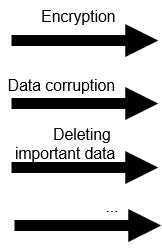 Encryption
Data corruption
Deleting
important data
...